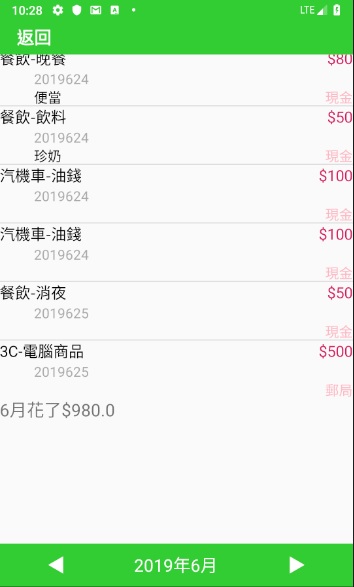 10:28
LTE
返回
餐飲-晚餐 $80
2019624
便當 現金
餐飲-飲料 $50
2019624
珍奶 現金
汽機車-油錢 $100
2019624
現金
汽機車-油錢 $100
2019624
現金
餐飲-消夜 $50
2019625
現金
3C-電腦商品 $500
2019625
郵局
6月花了$980.0
2019年6月